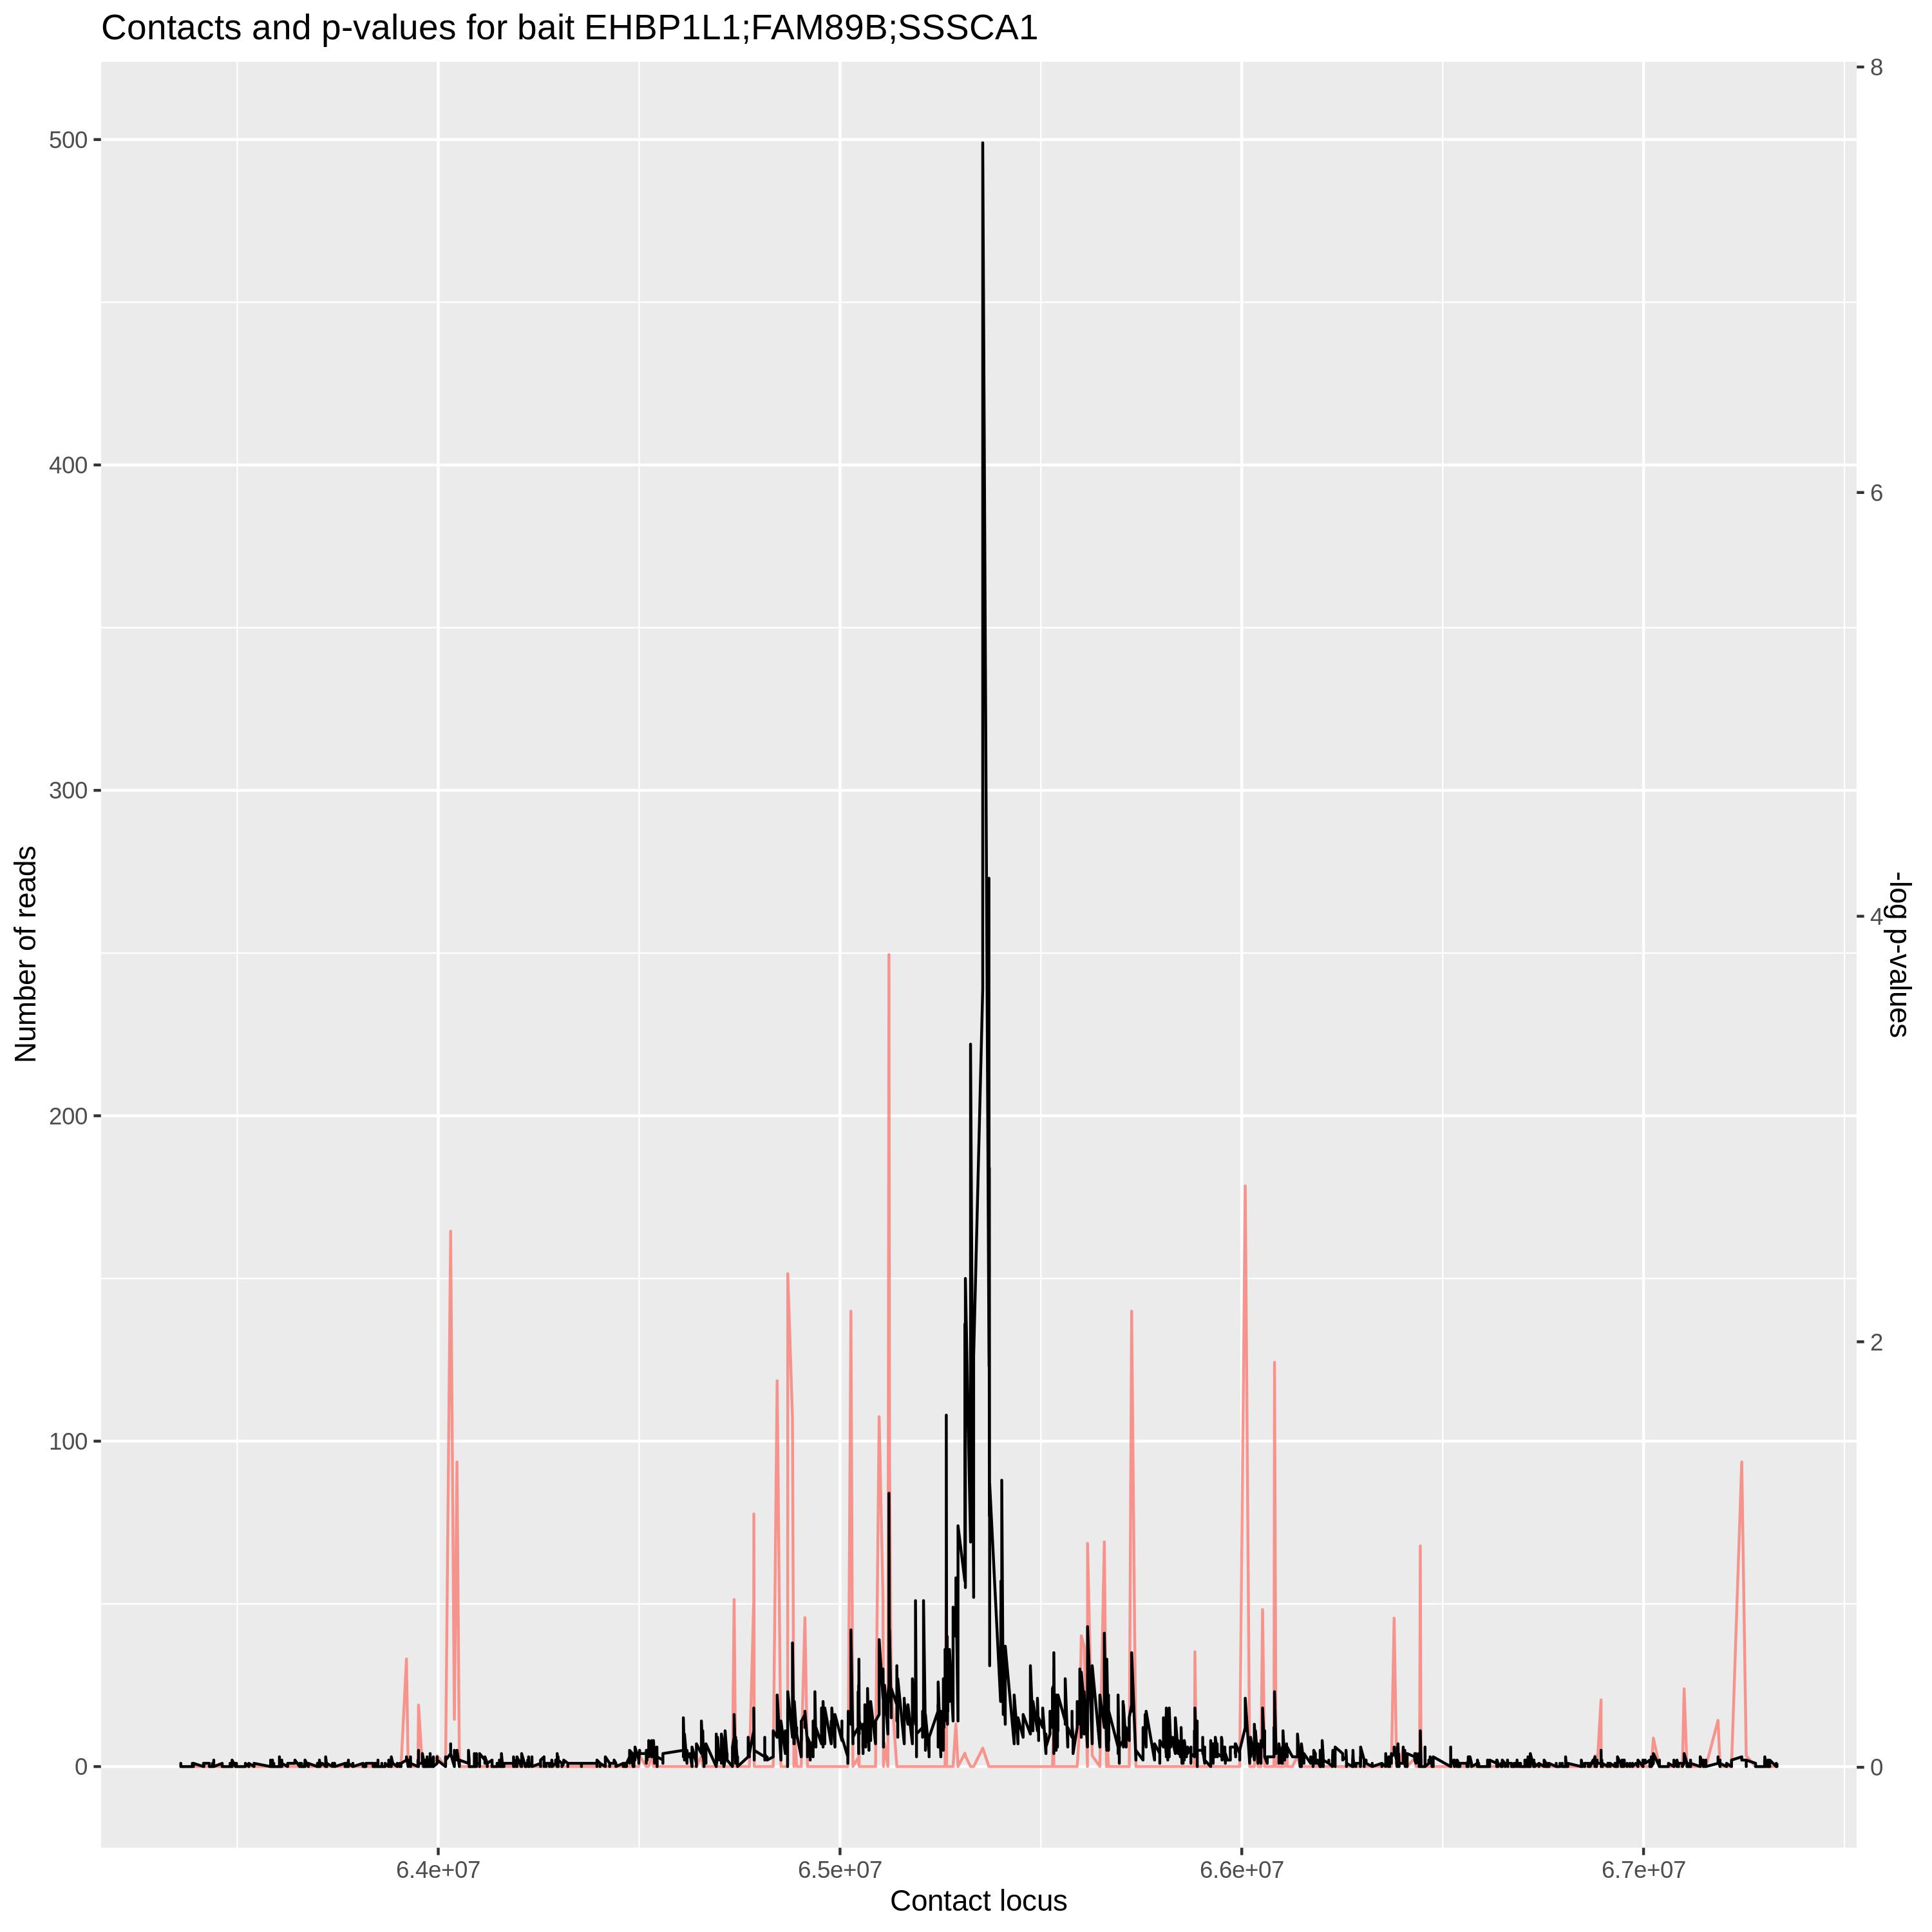 Contacts and p-values for bait EHBP1L1;FAM89B;SSSCA1
500
400
300
200
100
0
Number of reads
8
6
4
2
0
-log p-values
6.4e+07
6.5e+07
6.6e+07
6.7e+07
Contact locus